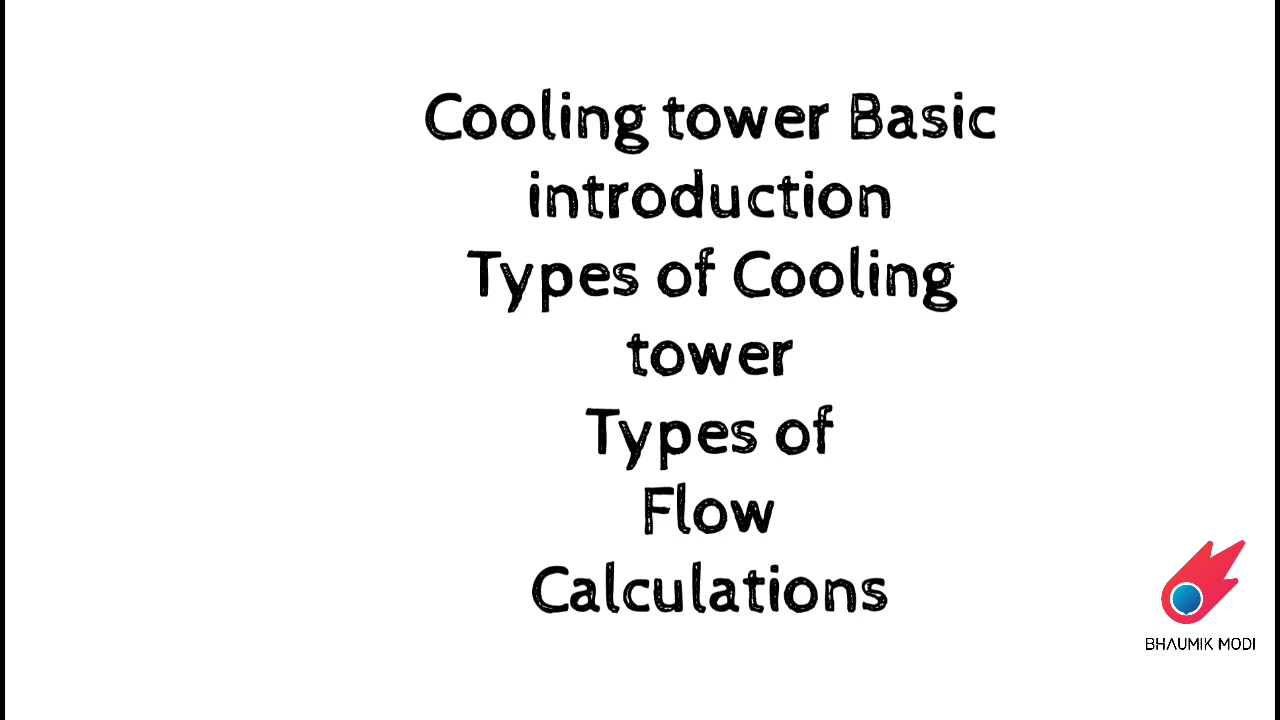 Cooling tower Basic
introduction
Types of Cooling
tower
Types of
Flow
Calculations
BHAUMIK MODI